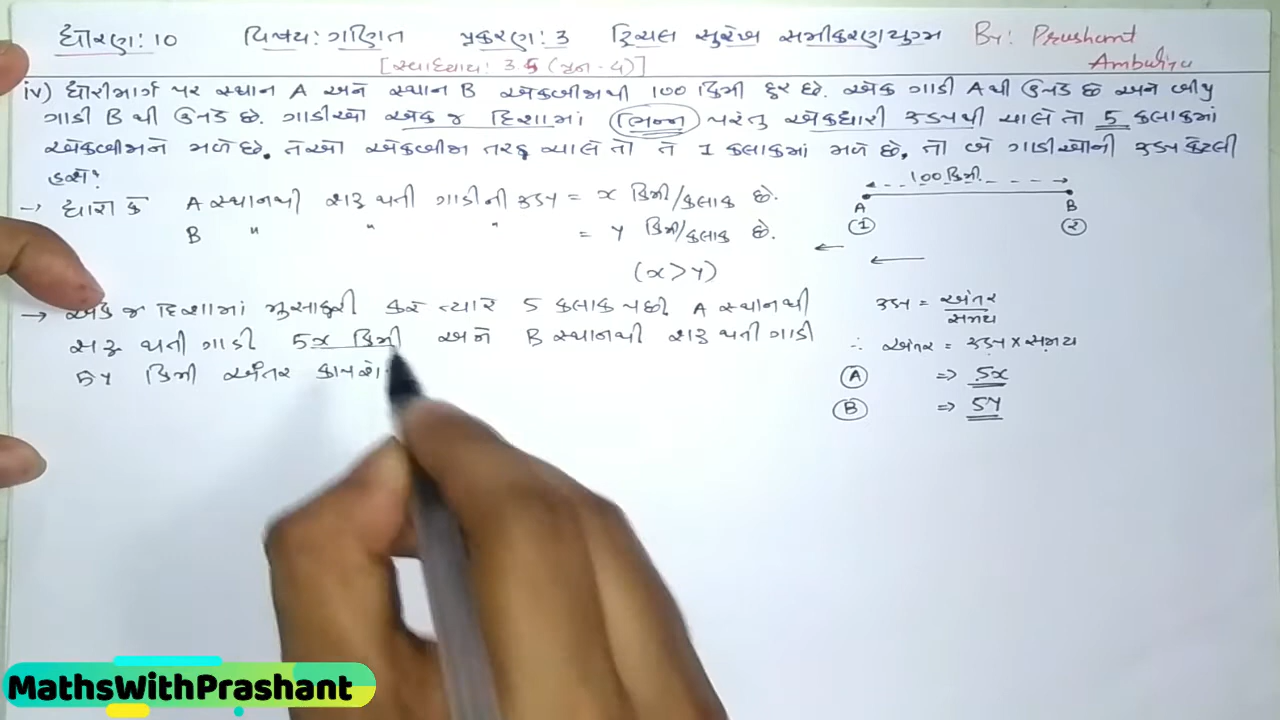 ધોરણ: 10 વિષય: ગણિત પ્રકરણ: 3 દ્વિચલ સુરેખ સમીકરણયુગ્મ By: Prashant Ambaliya
[સ્વાધ્યાય: 3.5 (પ્રશ્ન - 4)]
iv) ધોરીમાર્ગ પર સ્થાન A અને સ્થાન B એકબીજાથી 100 કિમી દૂર છે. એક ગાડી A થી ઉપડે છે અને બીજી
ગાડી B થી ઉપડે છે. ગાડીઓ એક જ દિશામાં (ભિન્ન) પરંતુ એકધારી ઝડપથી ચાલે તો 5 કલાકમાં
એકબીજાને મળે છે. તેઓ એકબીજા તરફ ચાલે તો તે 1 કલાકમાં મળે છે, તો બે ગાડીઓની ઝડપ કેટલી
હશે?
→ ધારો કે A સ્થાનથી શરૂ થતી ગાડીની ઝડપ = x કિમી/કલાક છે.
B " " " = y કિમી/કલાક છે.
(x>y)
100 કિમી
A B
1 2
→ એક જ દિશામાં મુસાફરી કરે ત્યારે 5 કલાક પછી A સ્થાનથી
શરૂ થતી ગાડી 5x કિમી અને B સ્થાનથી શરૂ થતી ગાડી
5y કિમી અંતર કાપશે.
ઝડપ = અંતર / સમય
∴ અંતર = ઝડપ × સમય
A ⇒ 5x
B ⇒ 5y
MathsWithPrashant